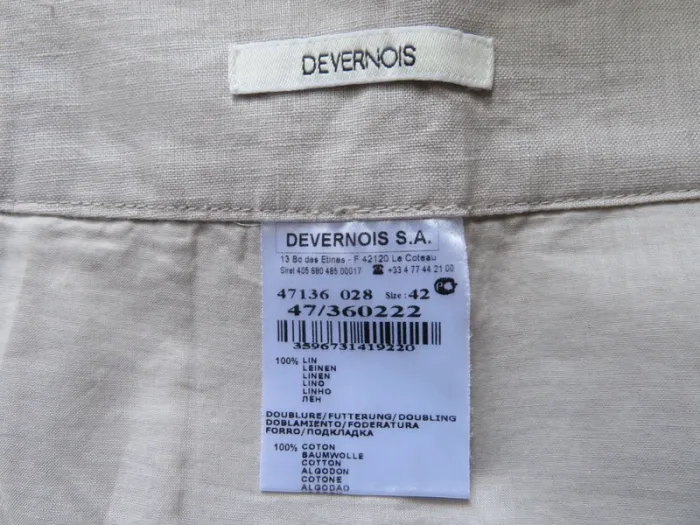 DEVERNOIS
DEVERNOIS S.A.
13 Bd des Etines - F 42120 Le Coteau
Siret 405 880 485 00017 ☎ +33 4 77 44 21 00
47136 028 Size: 42
47/360222
3596731419220
100% LIN
LEINEN
LINEN
LINO
LINHO
ЛЕН
DOUBLURE/FUTTERUNG/DOUBLING
DOBLAMIENTO/FODERATURA
FORRO/ПОДКЛАДКА
100% COTON
BAUMWOLLE
COTTON
ALGODON
COTONE
ALGODAO